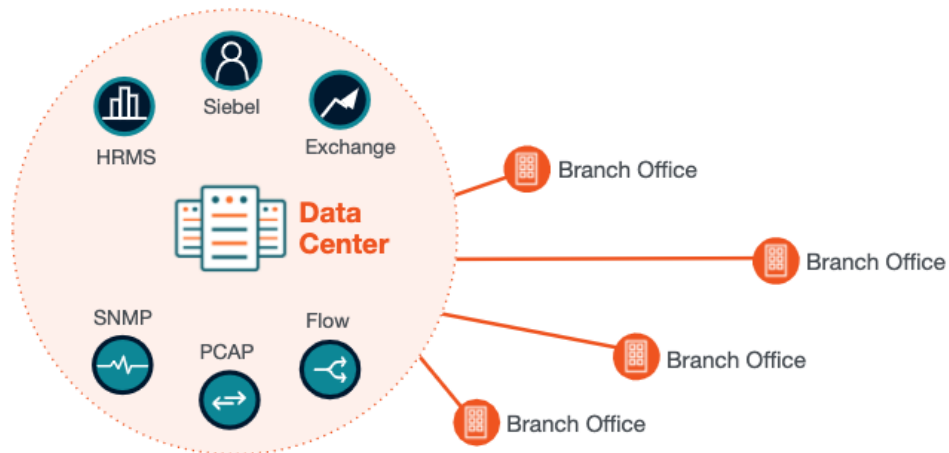 Siebel
HRMS
Exchange
Data
Center
Branch Office
Branch Office
Branch Office
Branch Office
SNMP
PCAP
Flow